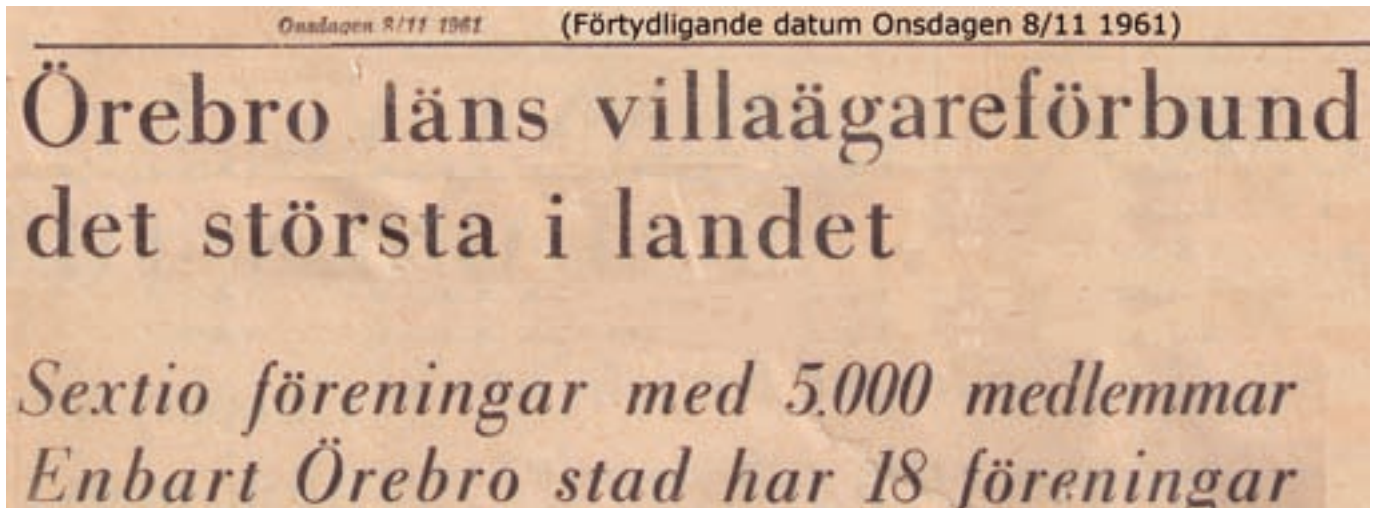 Onsdagen 8/11 1961 (Förtydligande datum Onsdagen 8/11 1961)
Örebro läns villaägareförbund
det största i landet
Sextio föreningar med 5.000 medlemmar
Enbart Örebro stad har 18 föreningar